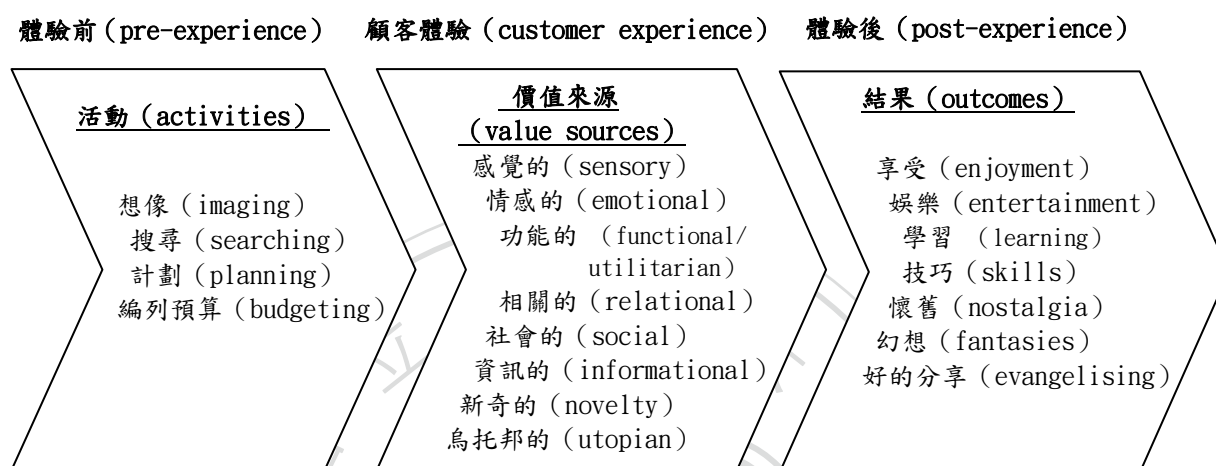 體驗前（pre-experience）
顧客體驗（customer experience）
體驗後（post-experience）
活動（activities）
想像（imaging）
搜尋（searching）
計劃（planning）
編列預算（budgeting）
價值來源
（value sources）
感覺的（sensory）
情感的（emotional）
功能的 （functional/
utilitarian）
相關的（relational）
社會的（social）
資訊的（informational）
新奇的（novelty）
烏托邦的（utopian）
結果（outcomes）
享受（enjoyment）
娛樂（entertainment）
學習 （learning）
技巧（skills）
懷舊（nostalgia）
幻想（fantasies）
好的分享（evangelising）
立